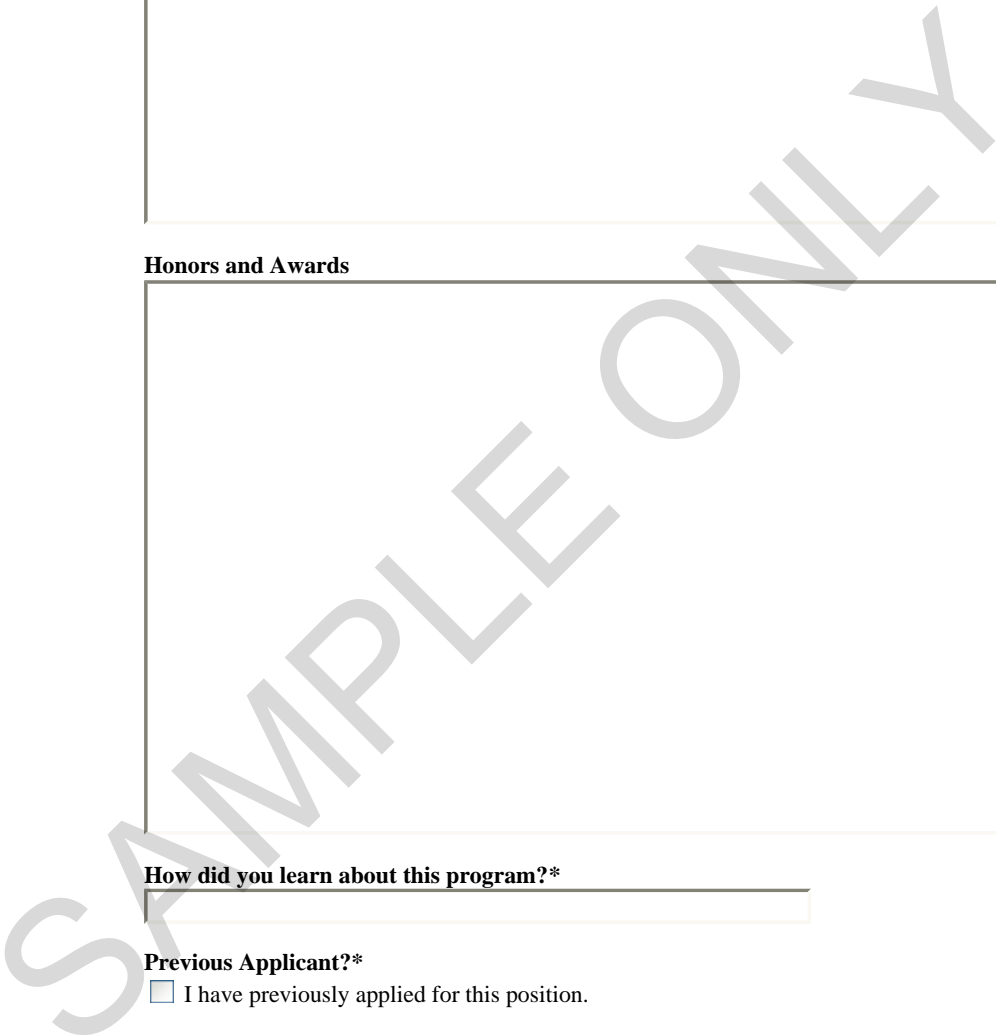 Honors and Awards
How did you learn about this program?*
Previous Applicant?*
I have previously applied for this position.
SAMPLE ONLY